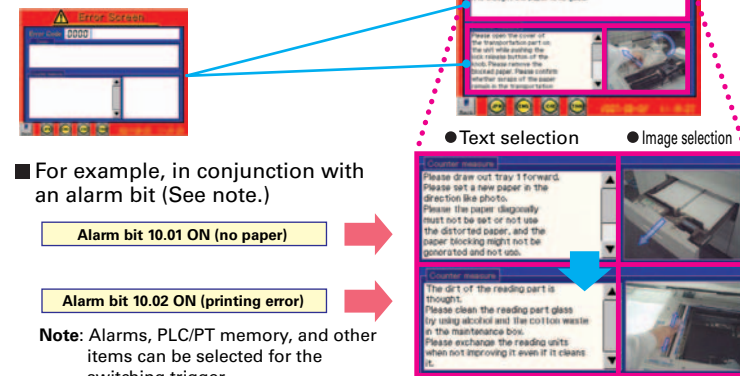 Error Screen
Error Code 0000
Please open the cover of
the transportation part on
the unit while pushing the
lock release button of the
knob. Please remove the
blocked paper. Please confirm
whether scraps of the paper
remain in the transportation
● Text selection
● Image selection
■ For example, in conjunction with
an alarm bit (See note.)
Alarm bit 10.01 ON (no paper)
Counter measure
Please draw out tray 1 forward.
Please set a new paper in the
direction like photo.
Please the paper diagonally
must not be set or not use
the distorted paper, and the
paper blocking might not be
generated and not use.
Alarm bit 10.02 ON (printing error)
Counter measure
The dirt of the reading part is
thought.
Please clean the reading part glass
by using alcohol and the cotton waste
in the maintenance box.
Please exchange the reading units
when not improving it even if it cleans
it.
Note: Alarms, PLC/PT memory, and other
items can be selected for the
switching trigger